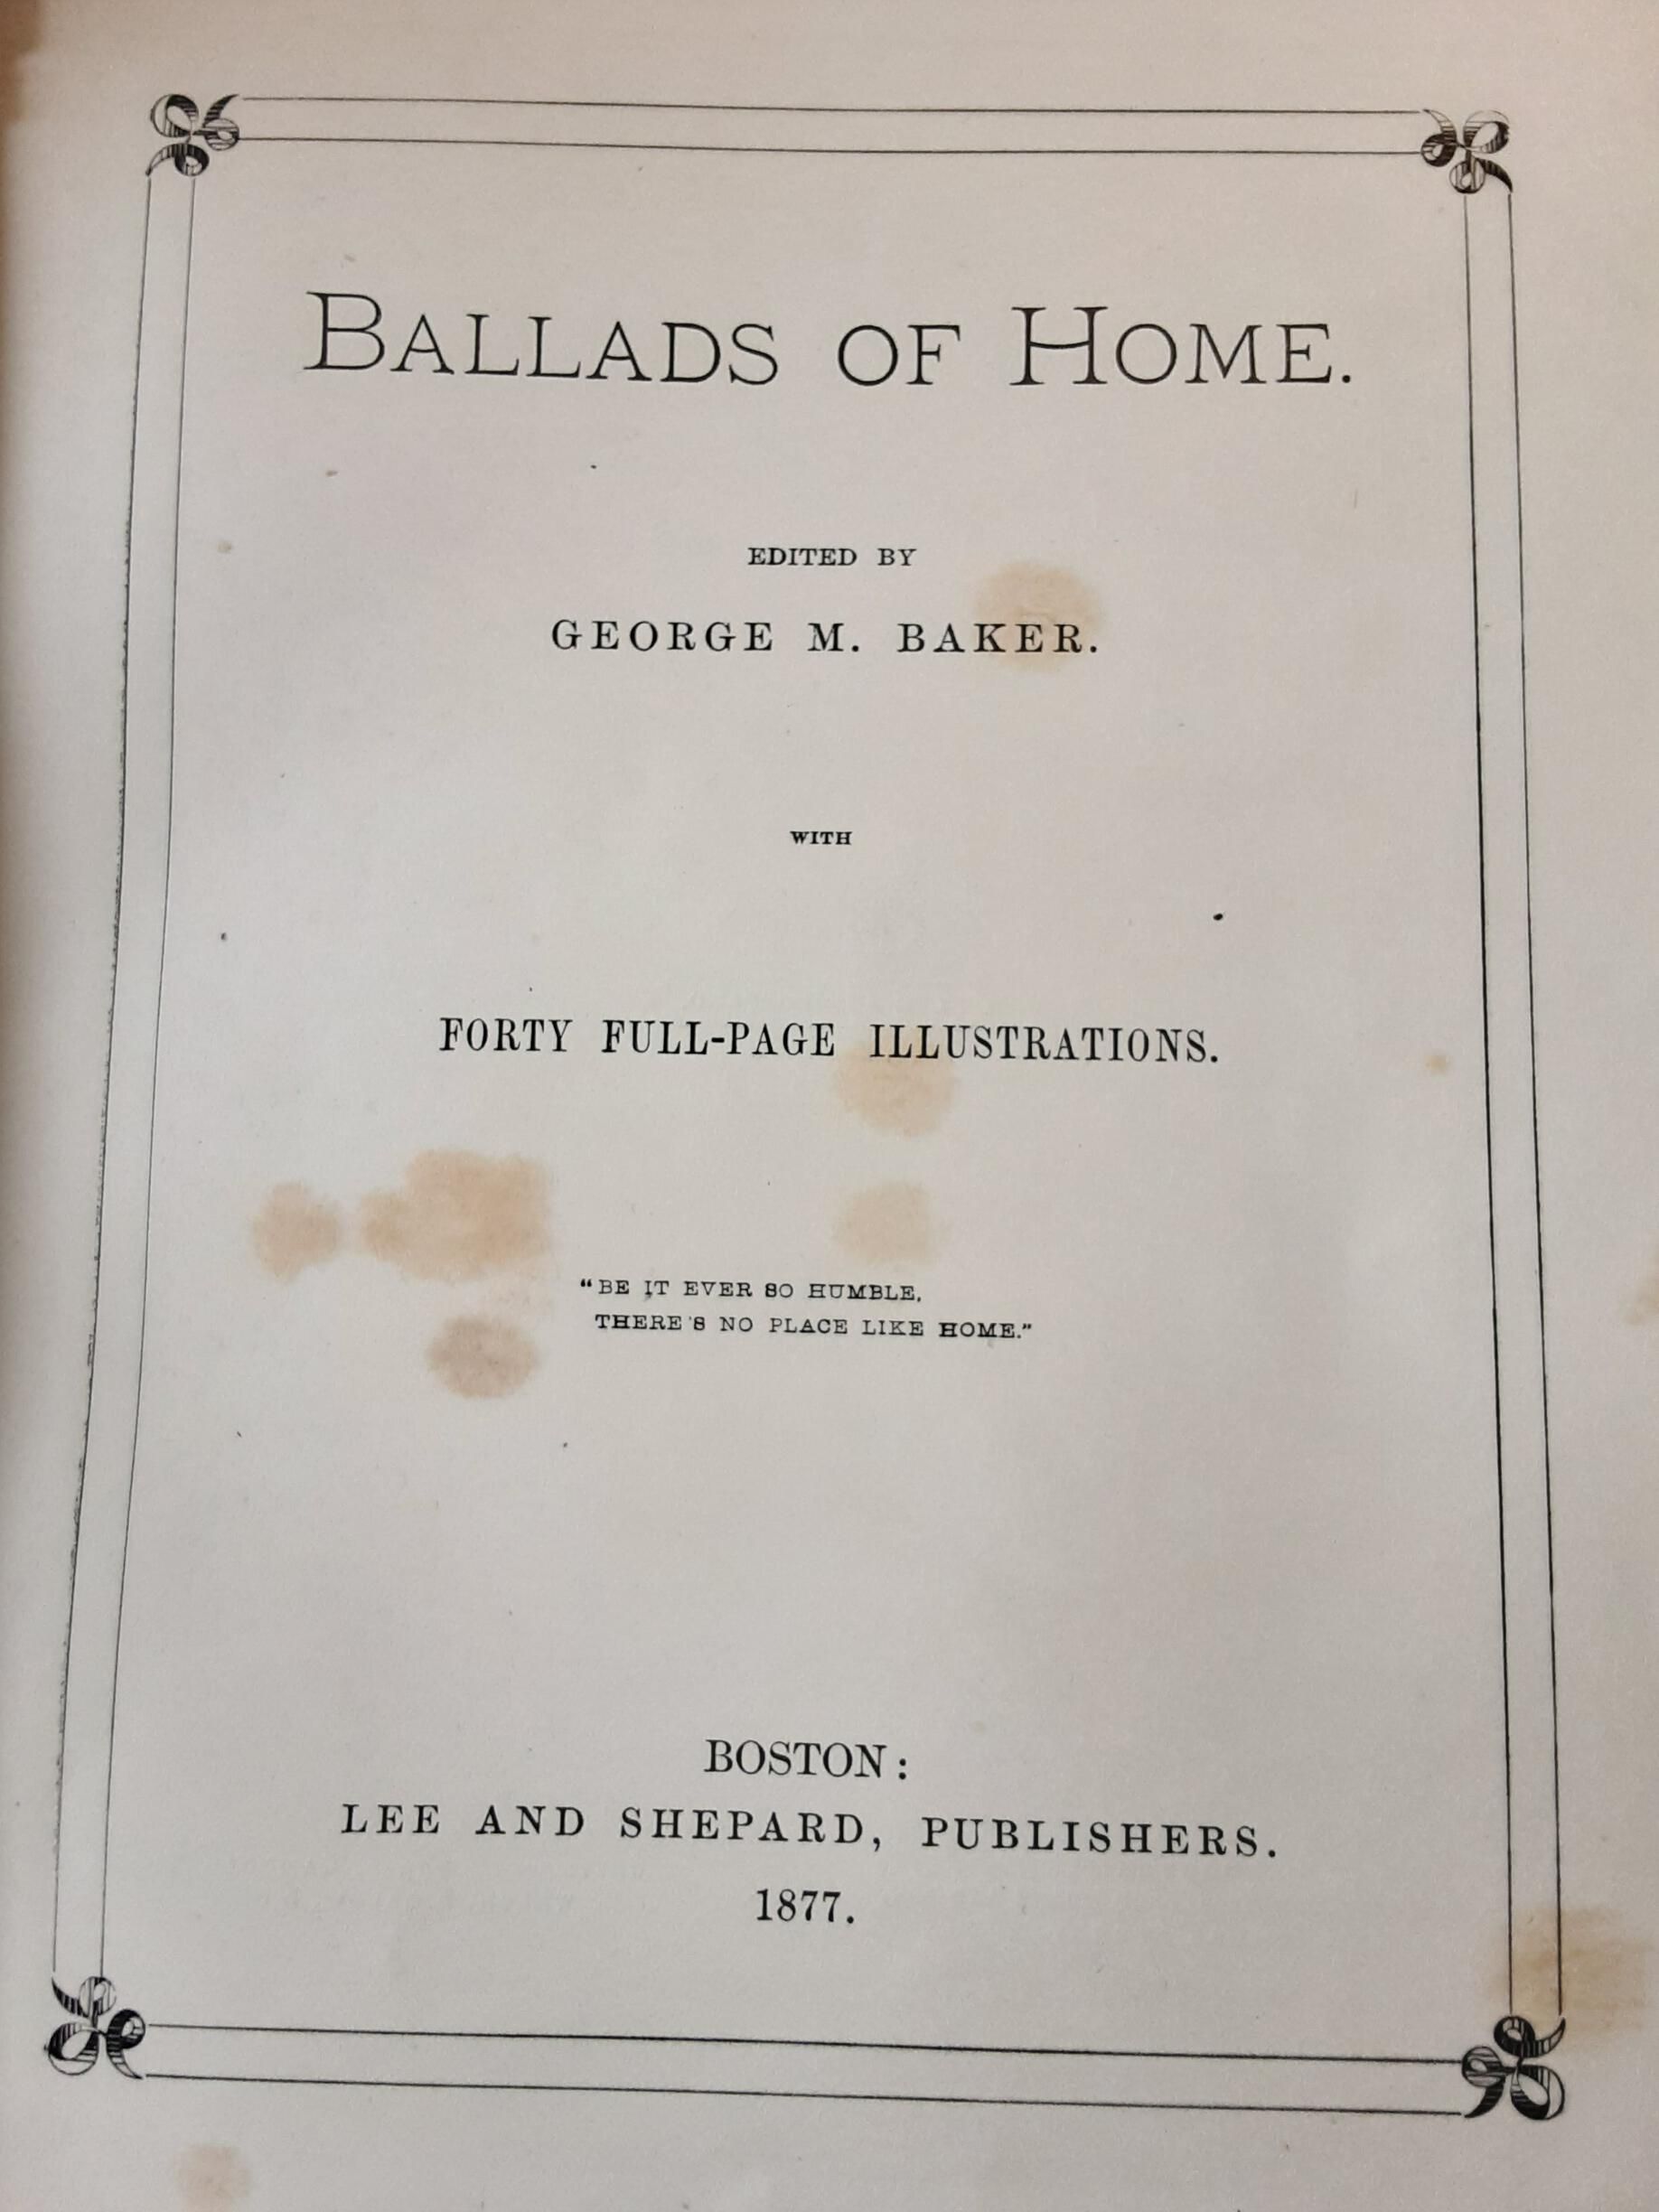 BALLADS OF HOME.
EDITED BY
GEORGE M. BAKER.
WITH
FORTY FULL-PAGE ILLUSTRATIONS.
"BE IT EVER SO HUMBLE,
THERE'S NO PLACE LIKE HOME."
BOSTON:
LEE AND SHEPARD, PUBLISHERS.
1877.